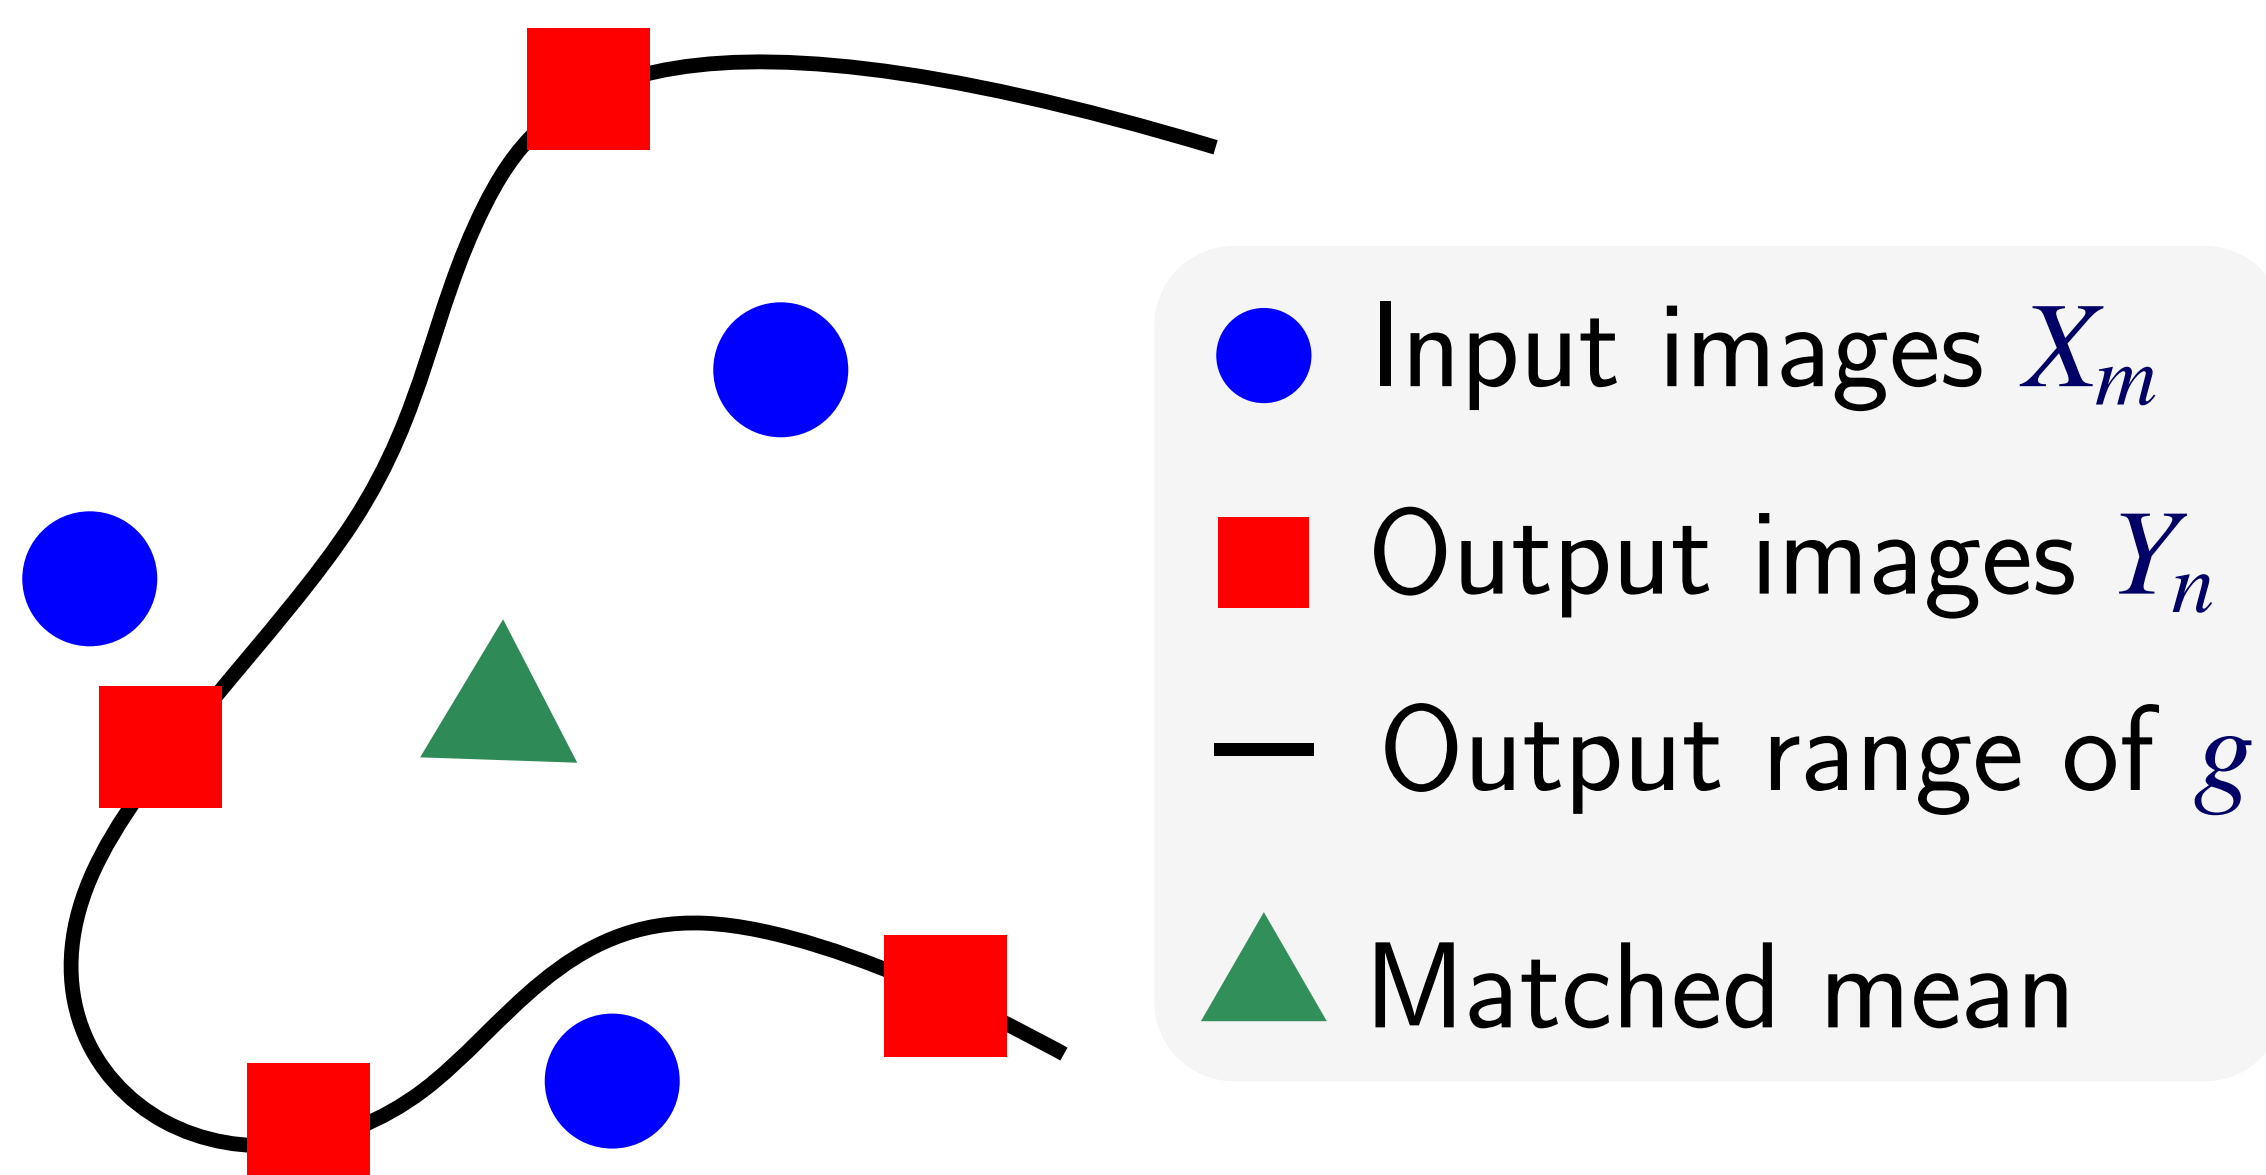 Input images Xₘ
Output images Yₙ
Output range of g
Matched mean